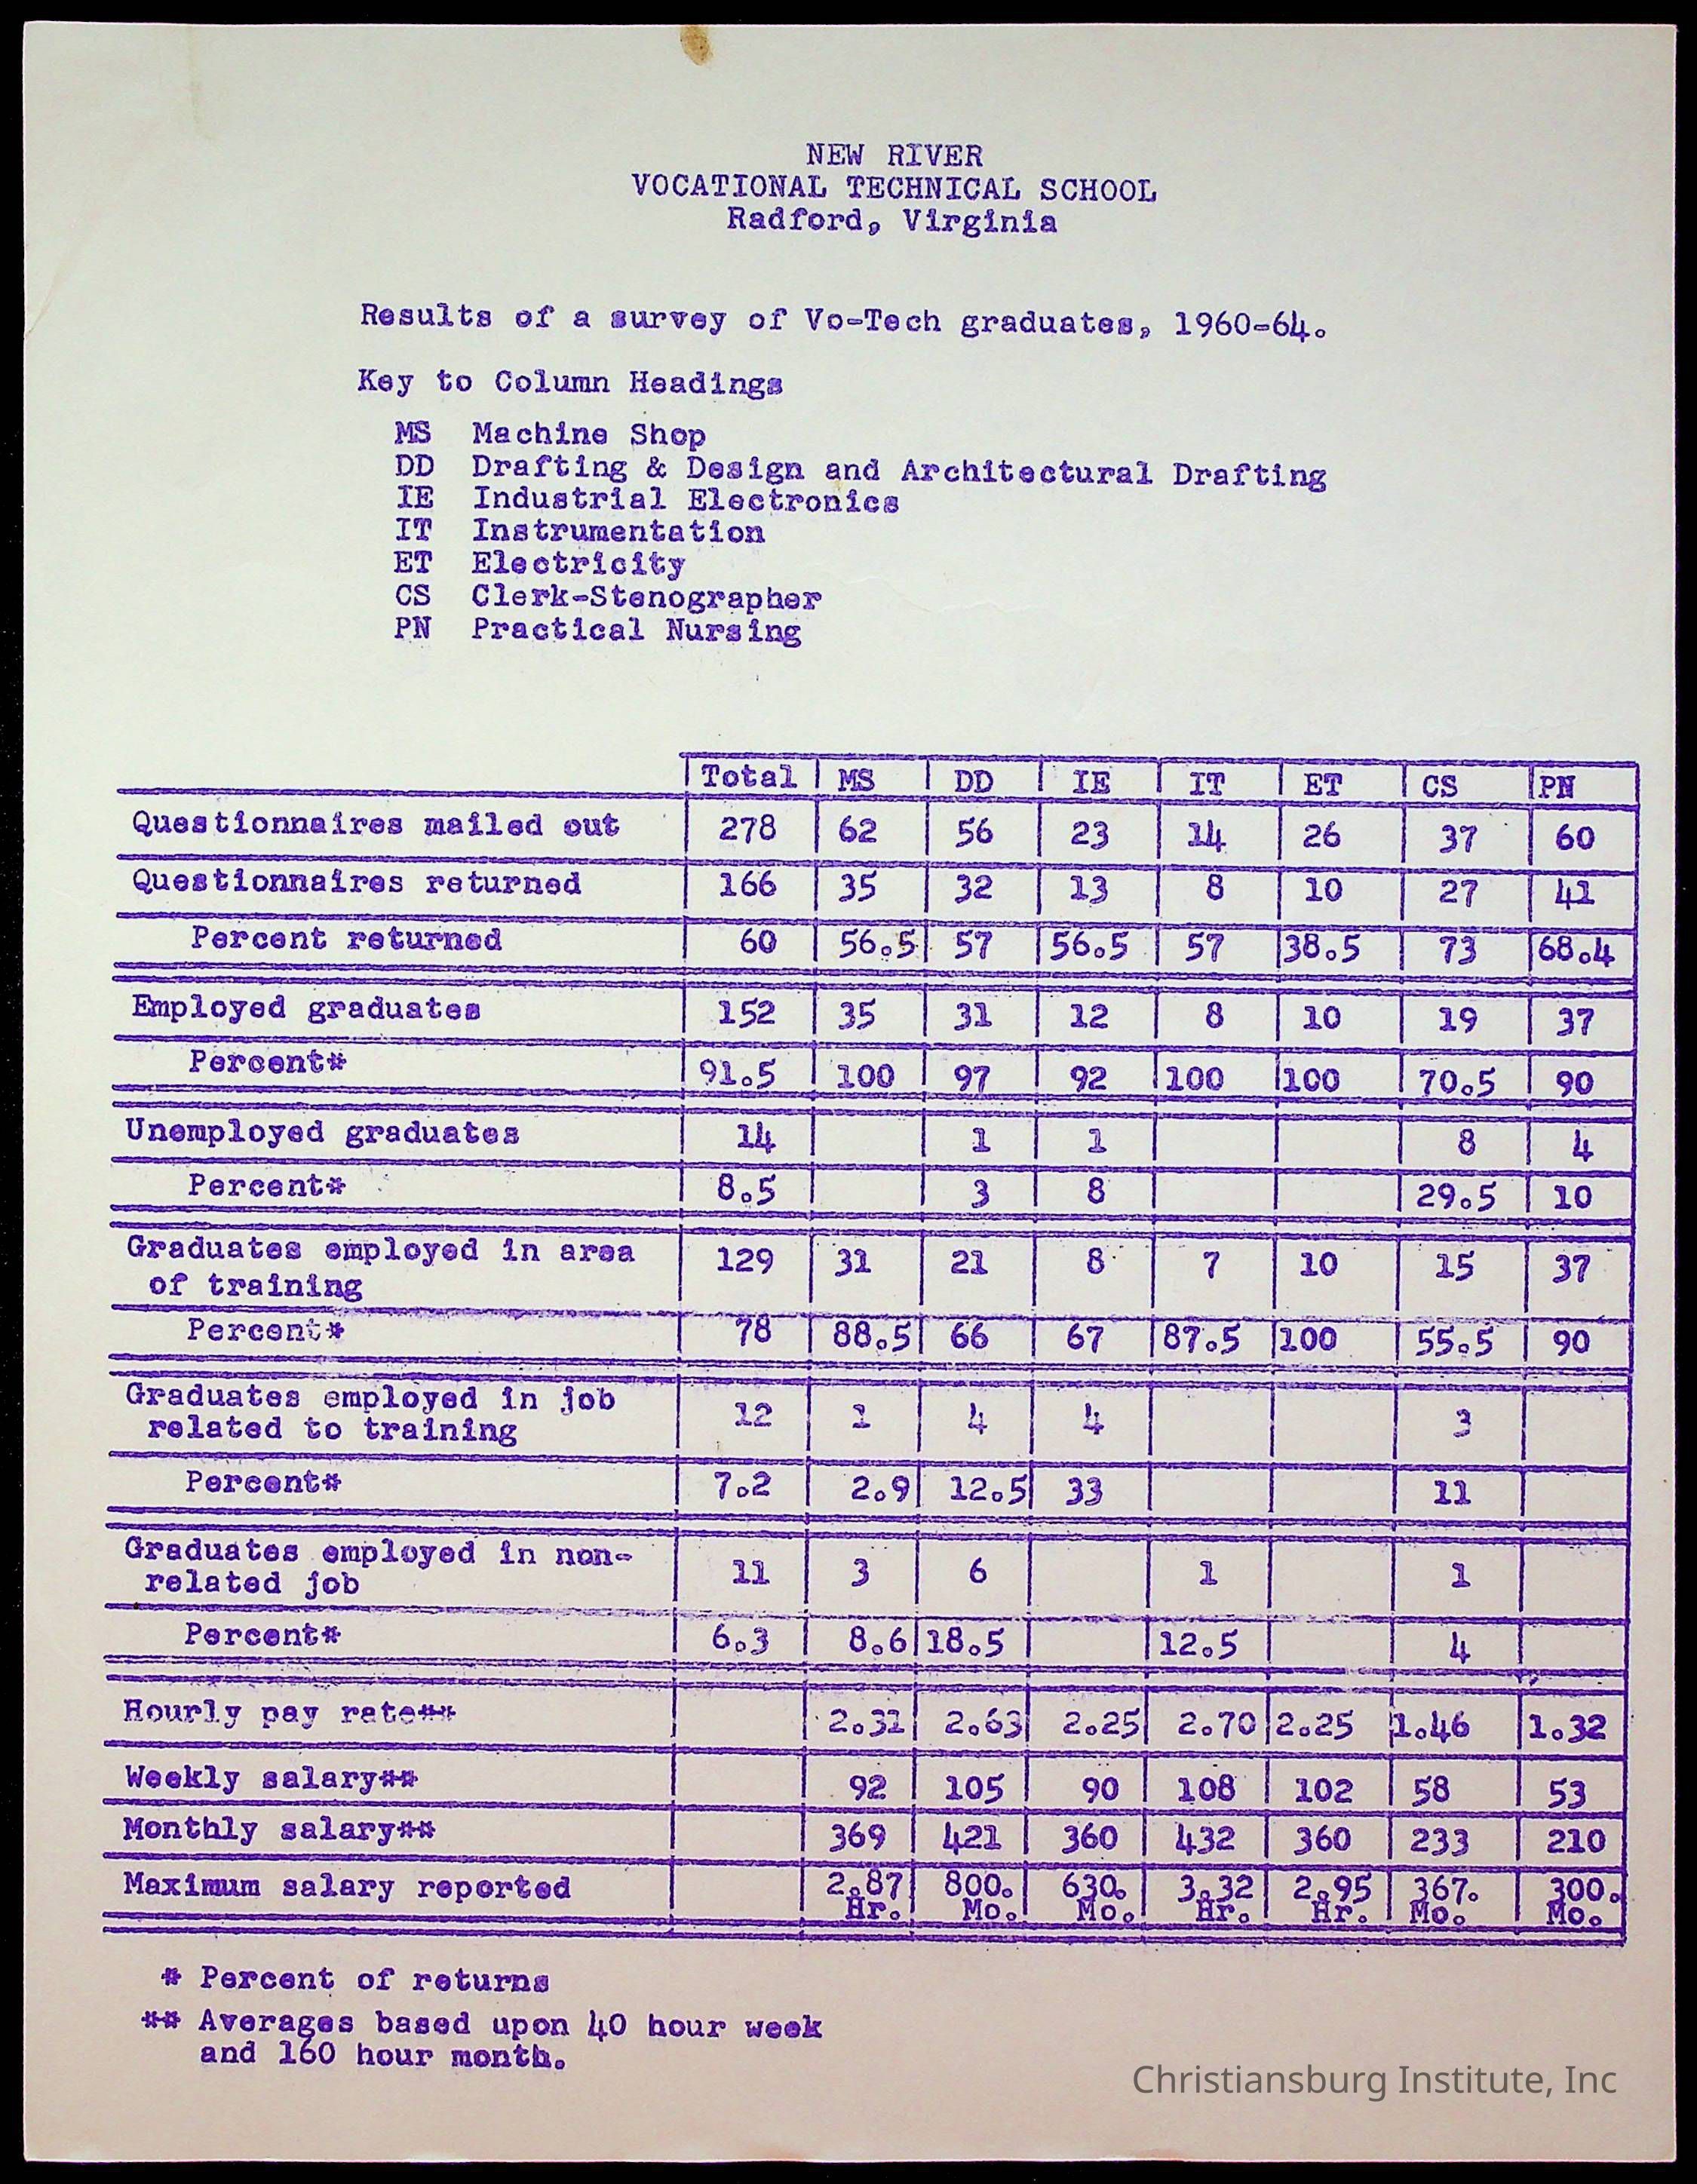 NEW RIVER
VOCATIONAL TECHNICAL SCHOOL
Radford, Virginia
Results of a survey of Vo-Tech graduates, 1960-64.
Key to Column Headings
MS Machine Shop
DD Drafting & Design and Architectural Drafting
IE Industrial Electronics
IT Instrumentation
ET Electricity
CS Clerk-Stenographer
PN Practical Nursing
Total MS DD IE IT ET CS PN
Questionnaires mailed out 278 62 56 23 14 26 37 60
Questionnaires returned 166 35 32 13 8 10 27 41
Percent returned 60 56.5 57 56.5 57 38.5 73 68.4
Employed graduates 152 35 31 12 8 10 19 37
Percent* 91.5 100 97 92 100 100 70.5 90
Unemployed graduates 14 1 1 8 4
Percent* 8.5 3 8 29.5 10
Graduates employed in area
of training 129 31 21 8 7 10 15 37
Percent* 78 88.5 66 67 87.5 100 55.5 90
Graduates employed in job
related to training 12 1 4 4 3
Percent* 7.2 2.9 12.5 33 11
Graduates employed in non-
related job 11 3 6 1 1
Percent* 6.3 8.6 18.5 12.5 4
Hourly pay rate** 2.31 2.63 2.25 2.70 2.25 1.46 1.32
Weekly salary** 92 105 90 108 102 58 53
Monthly salary** 369 421 360 432 360 233 210
Maximum salary reported 2.87 800. 630. 3.32 2.95 367. 300.
Hr. Mo. Mo. Hr. Hr. Mo. Mo.
* Percent of returns
** Averages based upon 40 hour week
and 160 hour month.
Christiansburg Institute, Inc